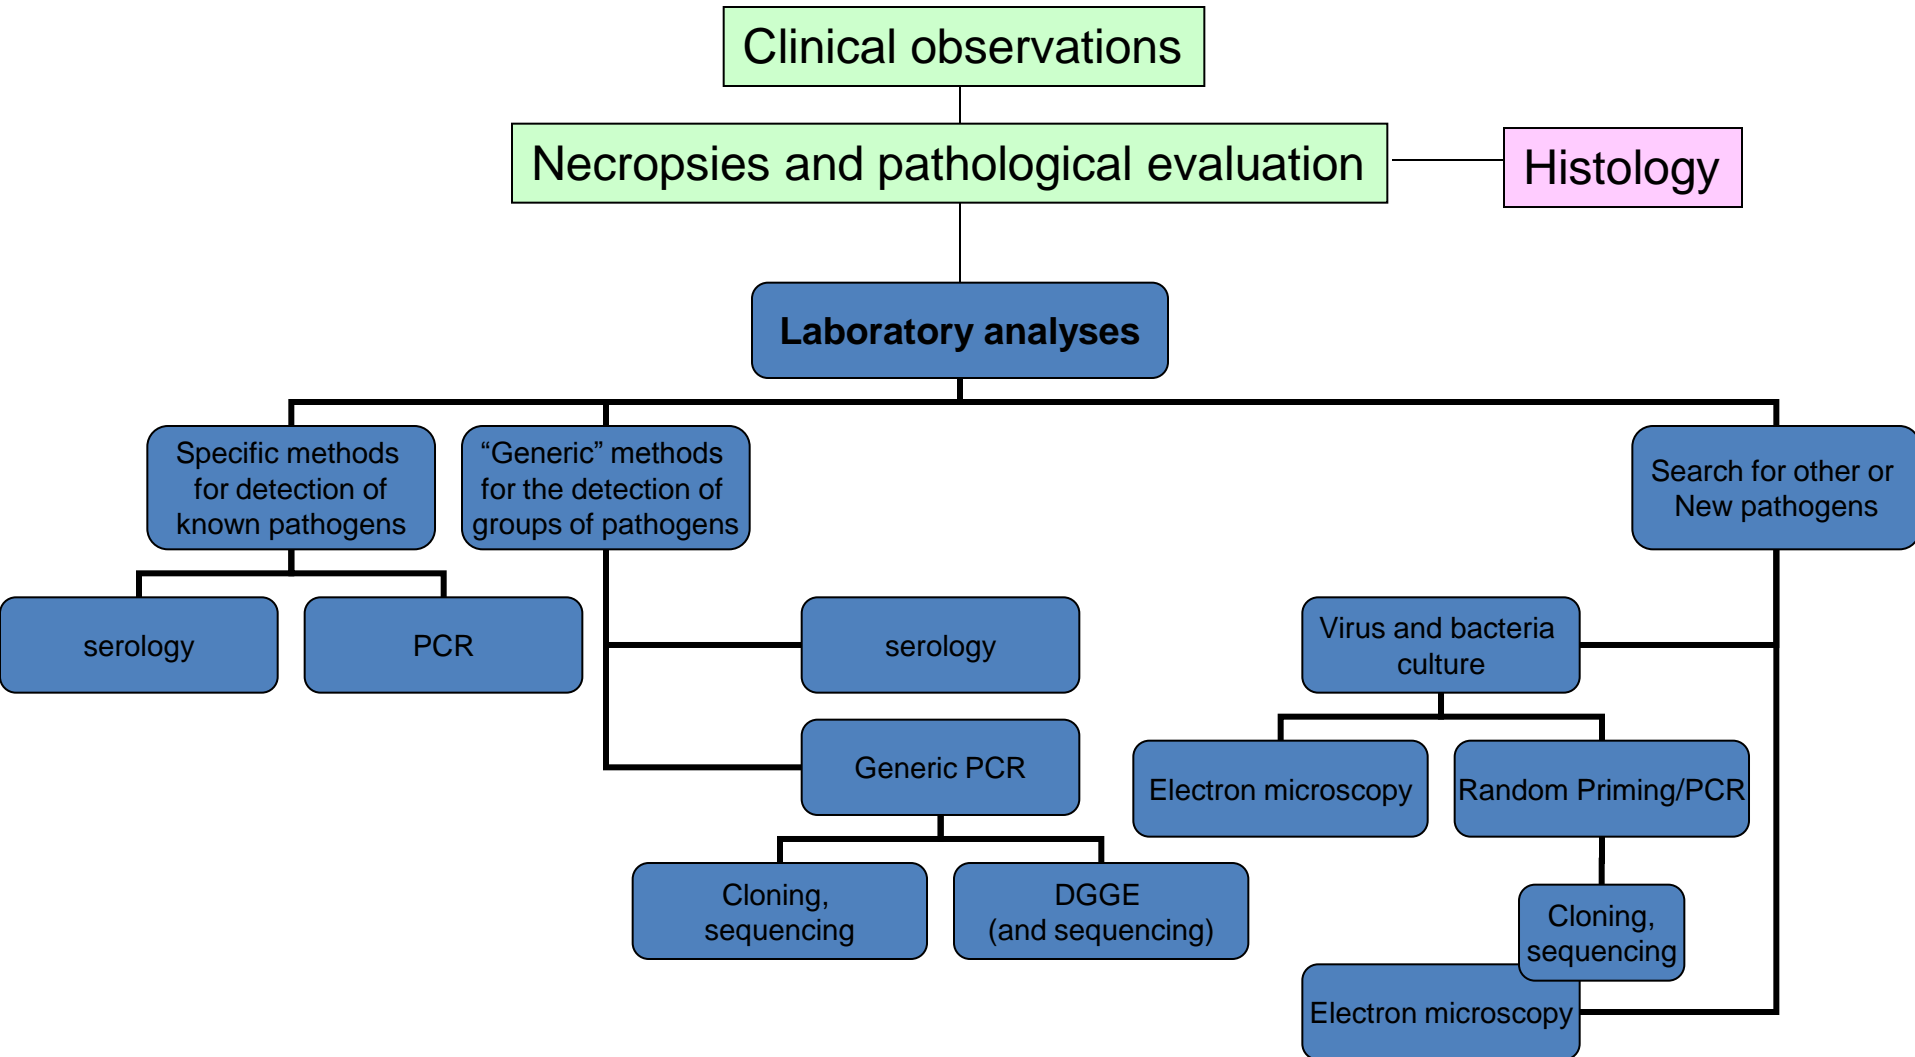 Clinical observations
Necropsies and pathological evaluation
Histology
Laboratory analyses
Specific methods
for detection of
known pathogens
“Generic” methods
for the detection of
groups of pathogens
Search for other or
New pathogens
serology
PCR
serology
Virus and bacteria
culture
Generic PCR
Electron microscopy
Random Priming/PCR
Cloning,
sequencing
DGGE
(and sequencing)
Cloning,
sequencing
Electron microscopy